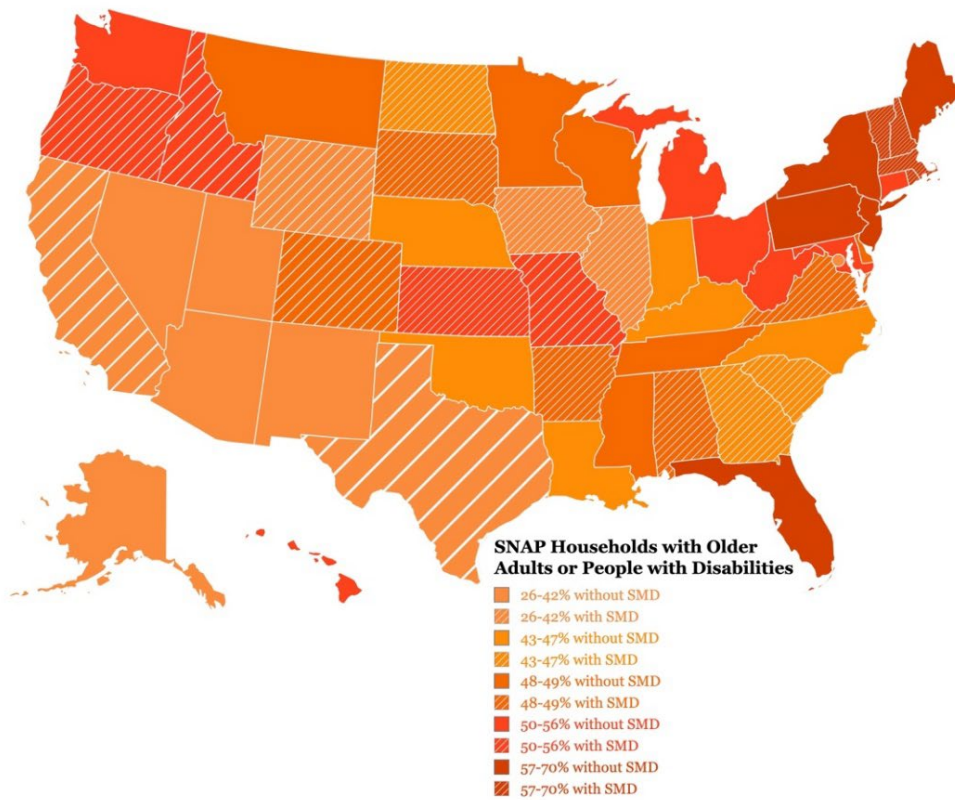 SNAP Households with Older
Adults or People with Disabilities
26-42% without SMD
26-42% with SMD
43-47% without SMD
43-47% with SMD
48-49% without SMD
48-49% with SMD
50-56% without SMD
50-56% with SMD
57-70% without SMD
57-70% with SMD